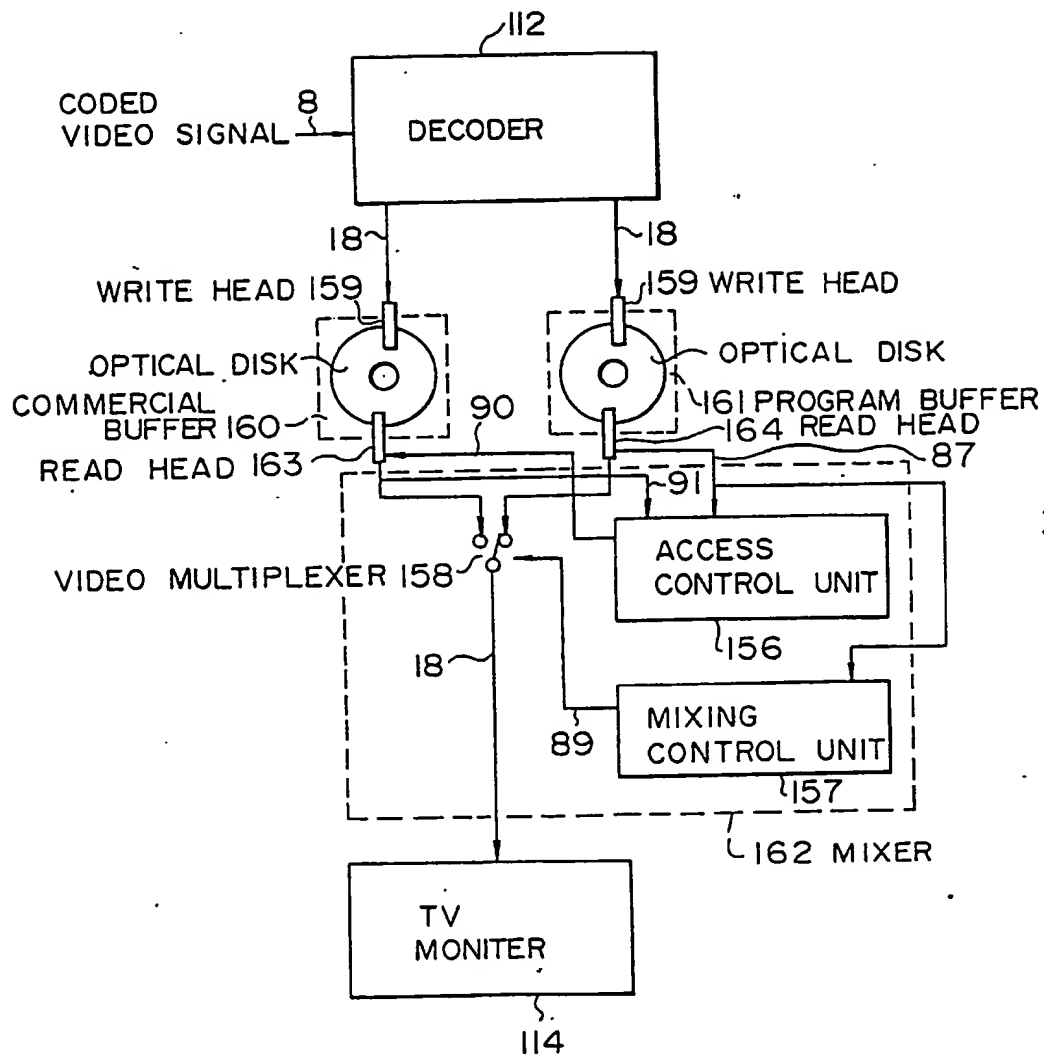 112
CODED
VIDEO SIGNAL
8
DECODER
18
18
WRITE HEAD 159
159 WRITE HEAD
OPTICAL DISK
OPTICAL DISK
COMMERCIAL
BUFFER 160
161 PROGRAM BUFFER
90
164 READ HEAD
READ HEAD 163
87
91
ACCESS
CONTROL UNIT
VIDEO MULTIPLEXER 158
156
18
MIXING
CONTROL UNIT
89
157
162 MIXER
TV
MONITER
114